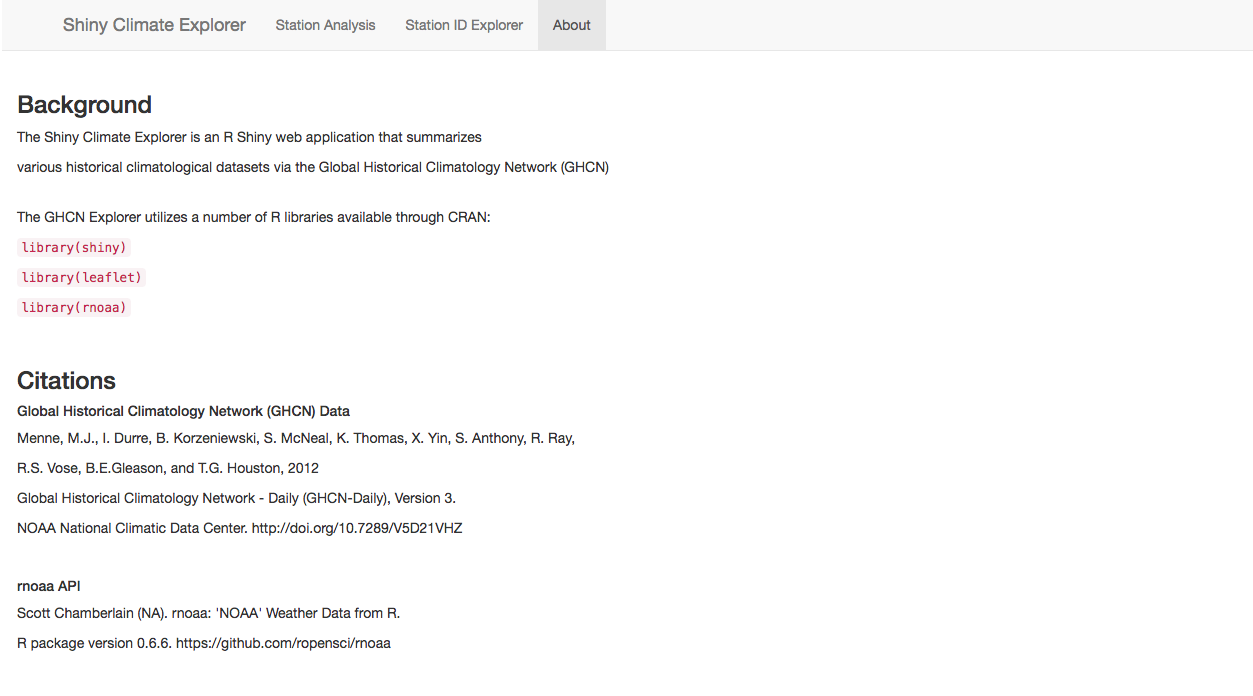 Shiny Climate Explorer Station Analysis Station ID Explorer About
Background
The Shiny Climate Explorer is an R Shiny web application that summarizes
various historical climatological datasets via the Global Historical Climatology Network (GHCN)
The GHCN Explorer utilizes a number of R libraries available through CRAN:
library(shiny)
library(leaflet)
library(rnoaa)
Citations
Global Historical Climatology Network (GHCN) Data
Menne, M.J., I. Durre, B. Korzeniewski, S. McNeal, K. Thomas, X. Yin, S. Anthony, R. Ray,
R.S. Vose, B.E.Gleason, and T.G. Houston, 2012
Global Historical Climatology Network - Daily (GHCN-Daily), Version 3.
NOAA National Climatic Data Center. http://doi.org/10.7289/V5D21VHZ
rnoaa API
Scott Chamberlain (NA). rnoaa: 'NOAA' Weather Data from R.
R package version 0.6.6. https://github.com/ropensci/rnoaa